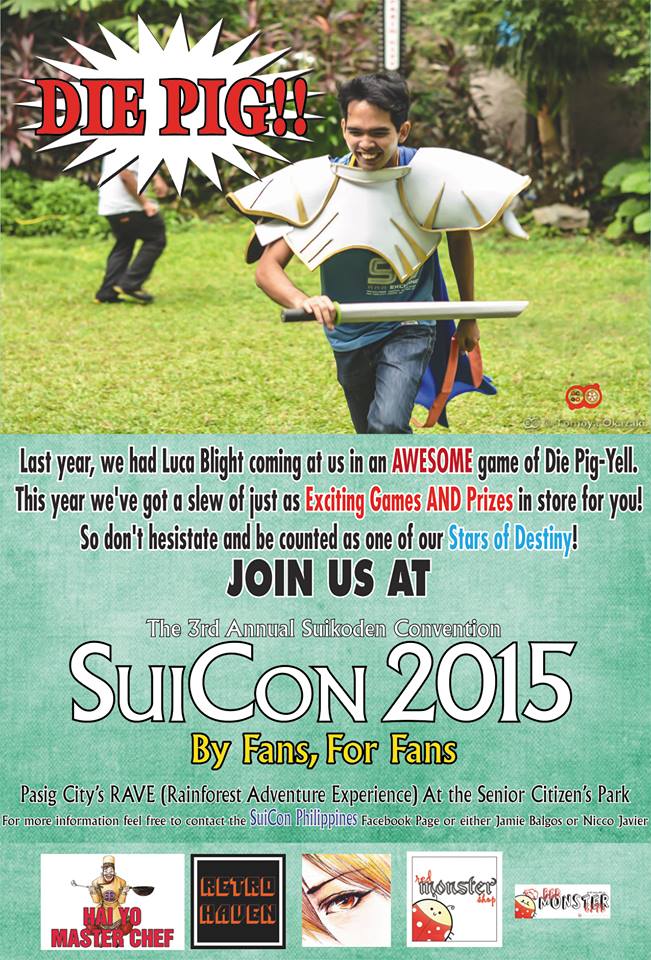 DIE PIG!!
© Tomoya Okazaki
Last year, we had Luca Blight coming at us in an AWESOME game of Die Pig-Yell.
This year we've got a slew of just as Exciting Games AND Prizes in store for you!
So don't hesistate and be counted as one of our Stars of Destiny!
JOIN US AT
The 3rd Annual Suikoden Convention
SUICON 2015
By Fans, For Fans
Pasig City's RAVE (Rainforest Adventure Experience) At the Senior Citizen's Park
For more information feel free to contact the SuiCon Philippines Facebook Page or either Jamie Balgos or Nicco Javier
HAI YO
MASTER CHEF
RETRO
HAVEN
red
monster
shop
RED
MONSTER